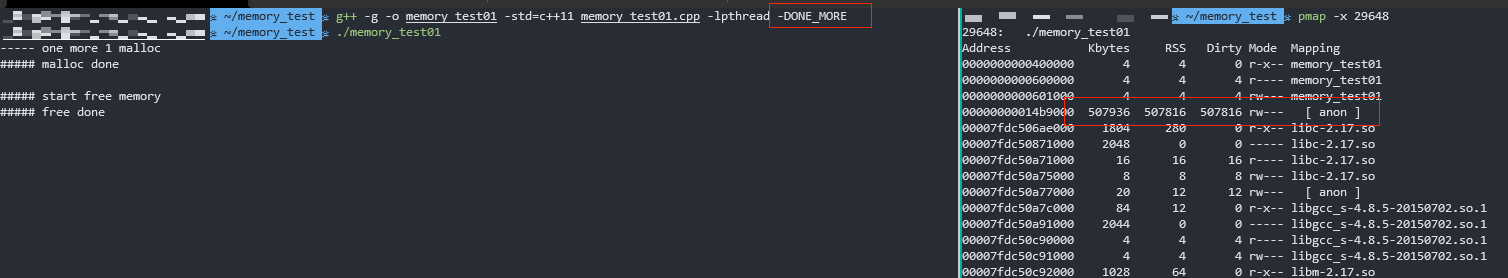 ~/memory_test g++ -g -o memory_test01 -std=c++11 memory_test01.cpp -lpthread -DONE_MORE
~/memory_test ./memory_test01
----- one more 1 malloc
##### malloc done
##### start free memory
##### free done
~/memory_test pmap -x 29648
29648: ./memory_test01
Address Kbytes RSS Dirty Mode Mapping
0000000000400000 4 4 0 r-x-- memory_test01
0000000000600000 4 4 4 r---- memory_test01
0000000000601000 4 4 4 rw--- memory_test01
00000000014b9000 507936 507816 507816 rw--- [ anon ]
00007fdc506ae000 1804 280 0 r-x-- libc-2.17.so
00007fdc50871000 2048 0 0 ----- libc-2.17.so
00007fdc50a71000 16 16 16 r---- libc-2.17.so
00007fdc50a75000 8 8 8 rw--- libc-2.17.so
00007fdc50a77000 20 12 12 rw--- [ anon ]
00007fdc50a7c000 84 12 0 r-x-- libgcc_s-4.8.5-20150702.so.1
00007fdc50a91000 2044 0 0 ----- libgcc_s-4.8.5-20150702.so.1
00007fdc50c90000 4 4 4 r---- libgcc_s-4.8.5-20150702.so.1
00007fdc50c91000 4 4 4 rw--- libgcc_s-4.8.5-20150702.so.1
00007fdc50c92000 1028 64 0 r-x-- libm-2.17.so